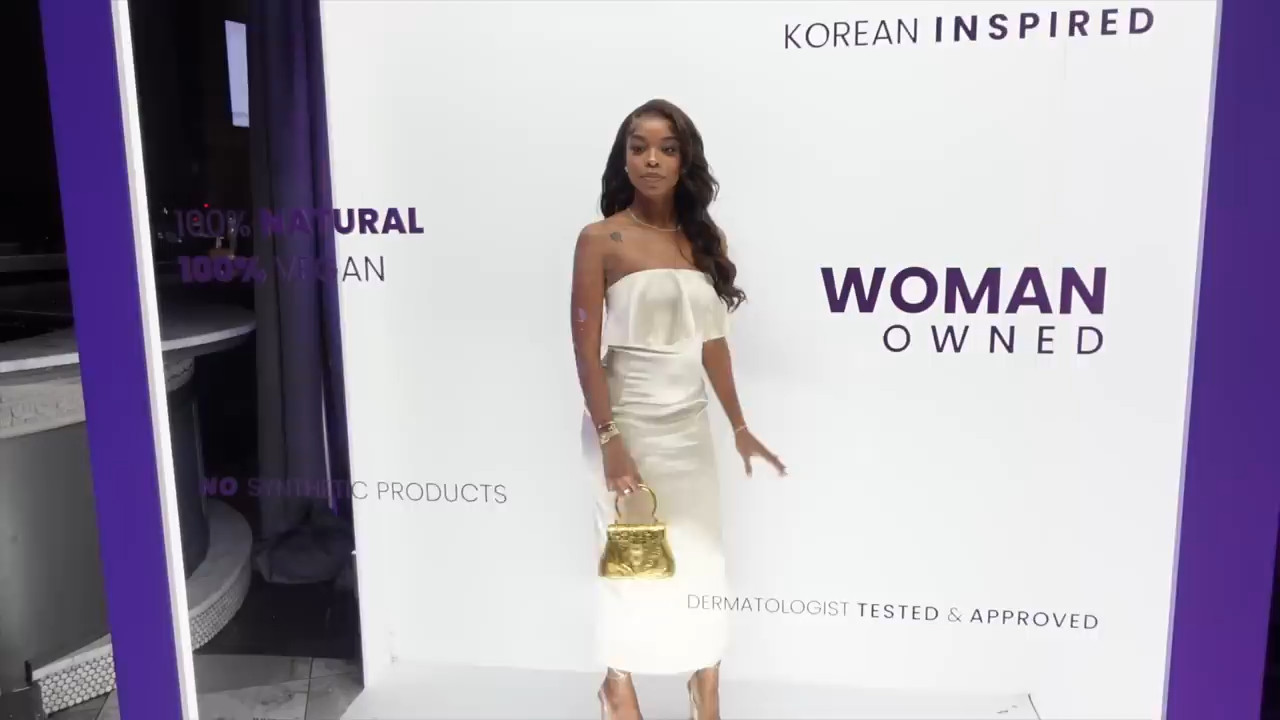 KOREAN INSPIRED
100% NATURAL
100% VEGAN
WOMAN
OWNED
NO SYNTHETIC PRODUCTS
DERMATOLOGIST TESTED & APPROVED